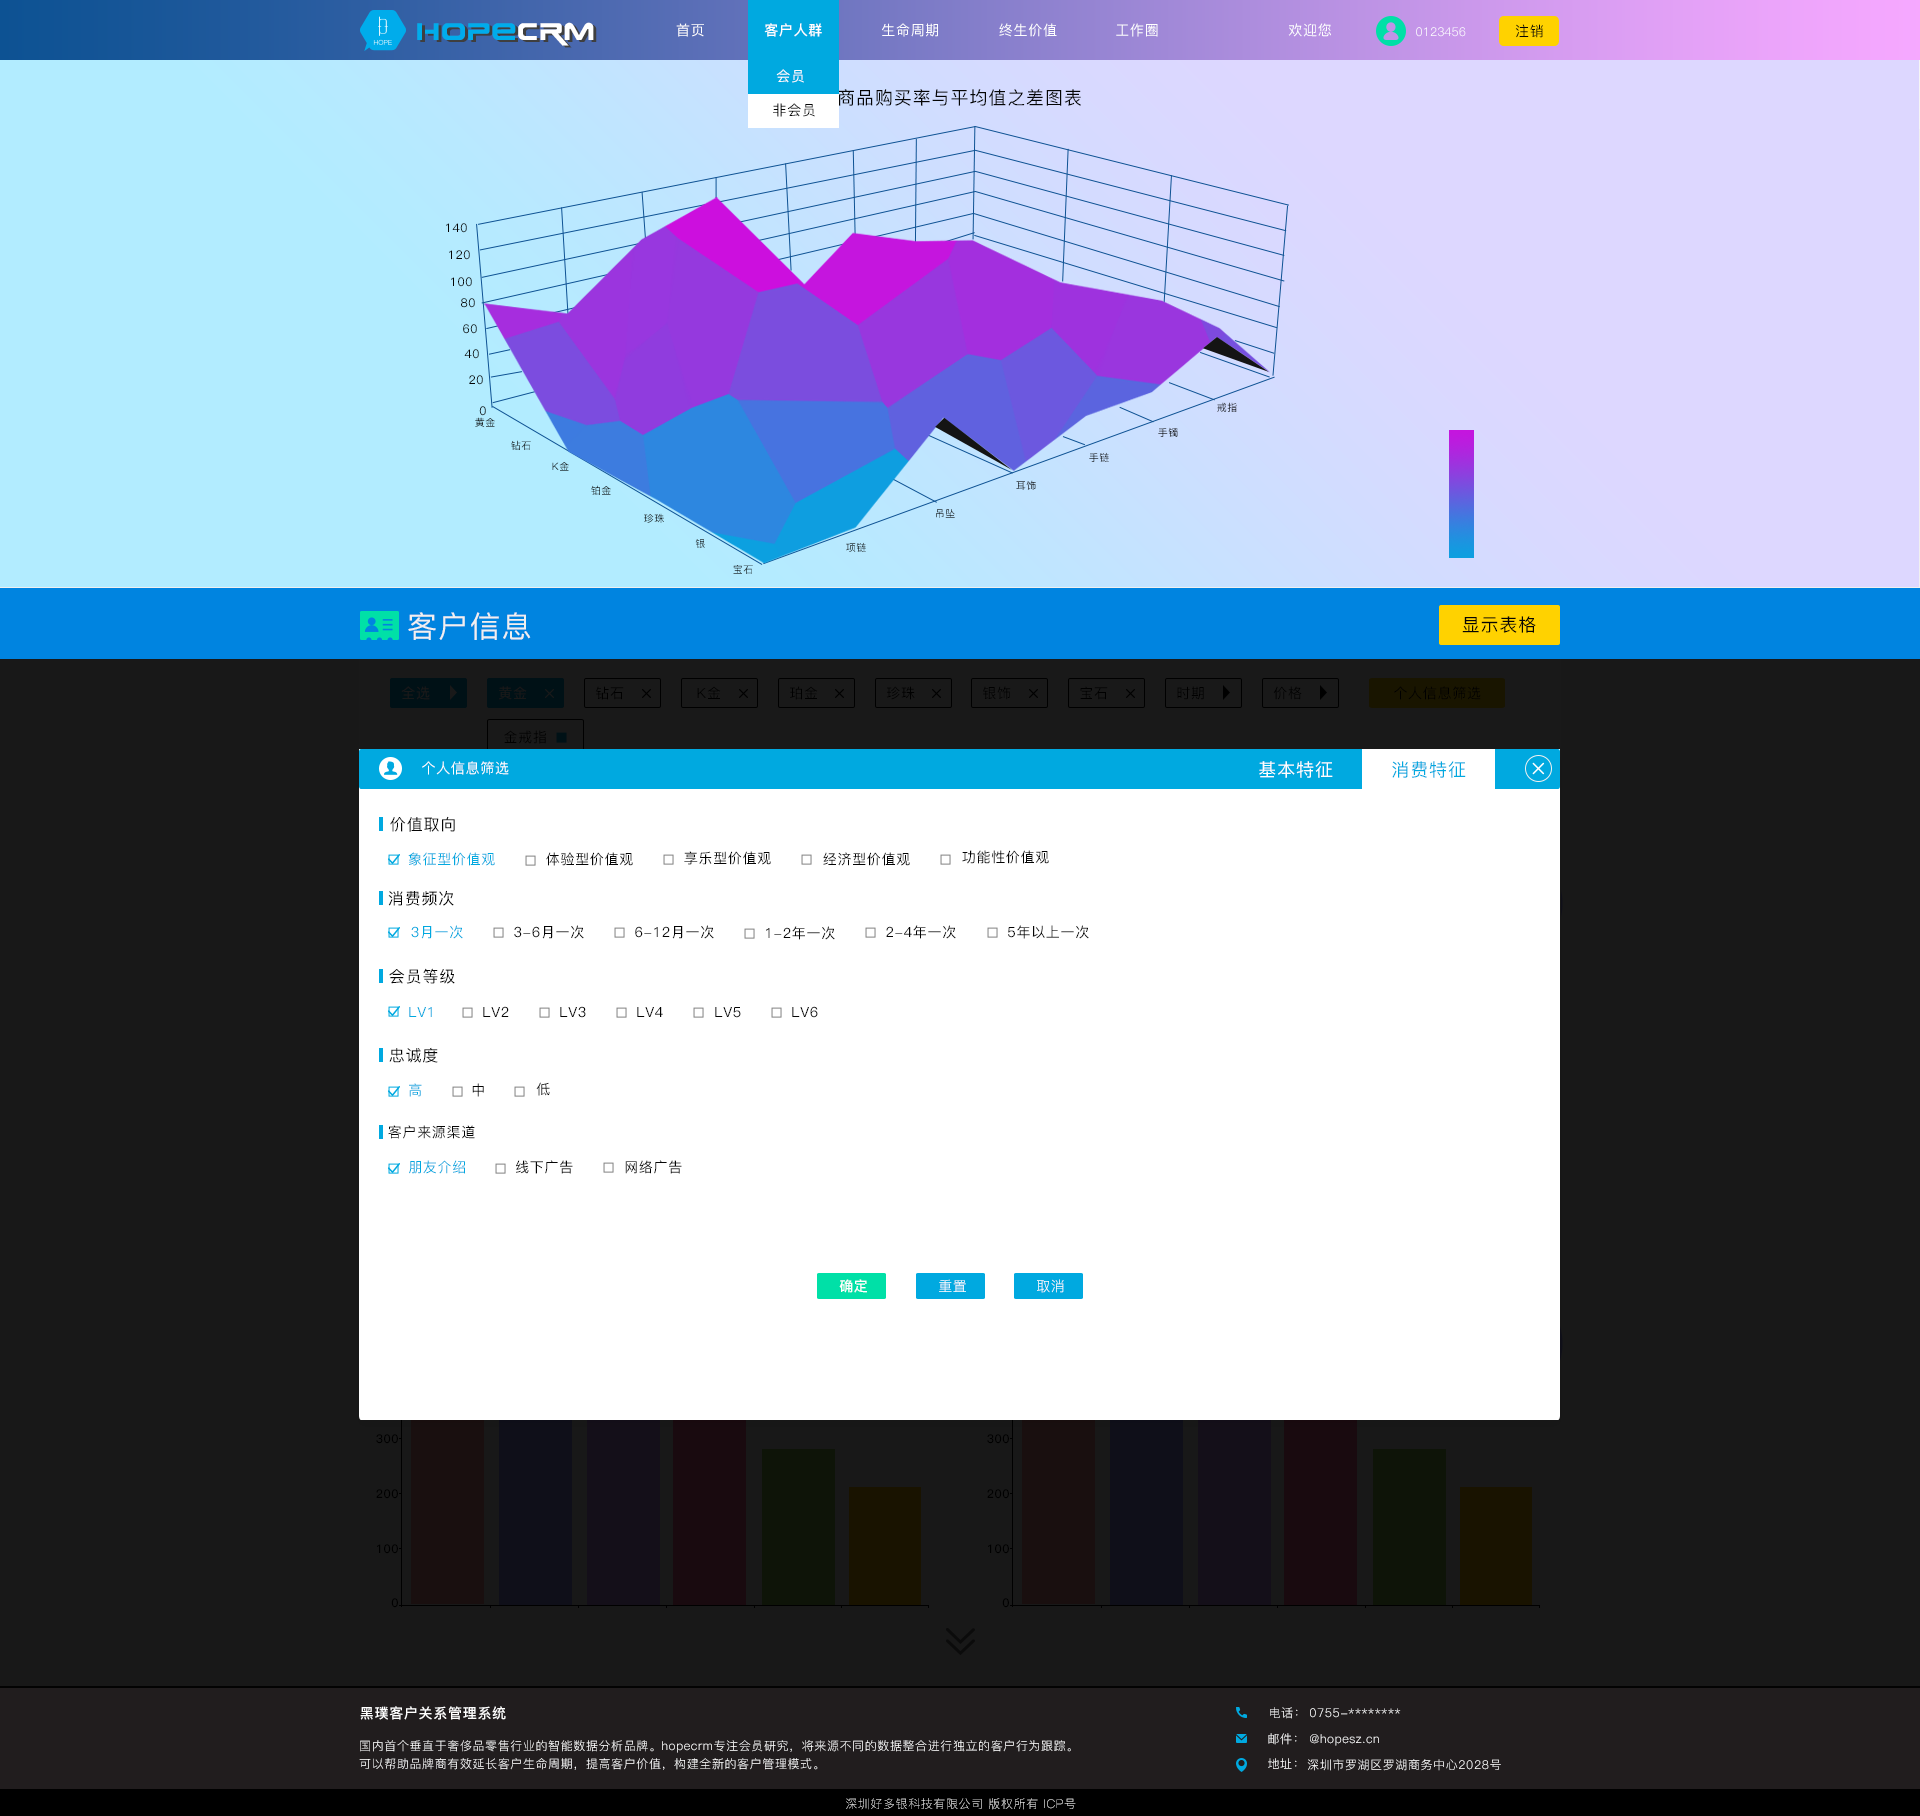 HOPE HOPECRM 首页 客户人群 生命周期 终生价值 工作圈 欢迎您 0123456 注销
会员
非会员
商品购买率与平均值之差图表
140
120
100
80
60
40
20
0
黄金
钻石
K金
铂金
珍珠
银
宝石
项链
吊坠
耳饰
手链
手镯
戒指
客户信息 显示表格
全选 黄金 钻石 K金 珀金 珍珠 银饰 宝石 时期 价格 个人信息筛选
金戒指
个人信息筛选 基本特征 消费特征
价值取向
象征型价值观 体验型价值观 享乐型价值观 经济型价值观 功能性价值观
消费频次
3月一次 3-6月一次 6-12月一次 1-2年一次 2-4年一次 5年以上一次
会员等级
LV1 LV2 LV3 LV4 LV5 LV6
忠诚度
高 中 低
客户来源渠道
朋友介绍 线下广告 网络广告
确定 重置 取消
300 300
200 200
100 100
0 0
黑璞客户关系管理系统
国内首个垂直于奢侈品零售行业的智能数据分析品牌。hopecrm专注会员研究，将来源不同的数据整合进行独立的客户行为跟踪。
可以帮助品牌商有效延长客户生命周期，提高客户价值，构建全新的客户管理模式。
电话： 0755-********
邮件： @hopesz.cn
地址： 深圳市罗湖区罗湖商务中心2028号
深圳好多银科技有限公司 版权所有 ICP号